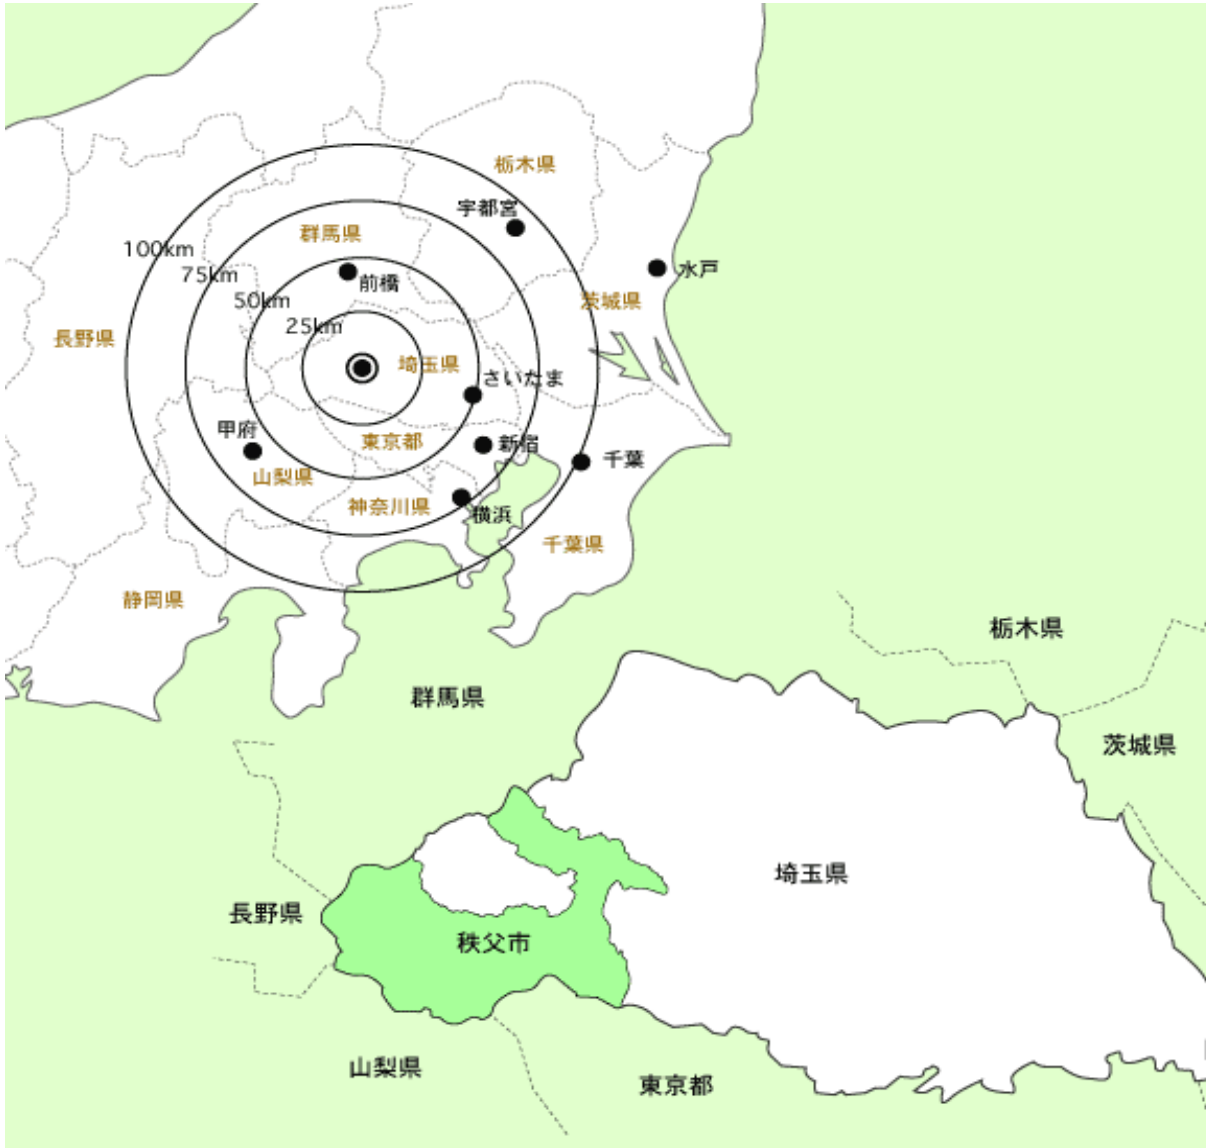 栃木県
宇都宮
群馬県
100km
75km
水戸
前橋
50km
茨城県
25km
長野県
埼玉県
さいたま
甲府
東京都
新宿
千葉
山梨県
神奈川県
横浜
千葉県
静岡県
栃木県
群馬県
茨城県
埼玉県
長野県
秩父市
山梨県
東京都